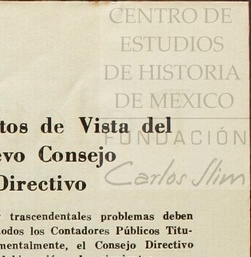 CENTRO DE
ESTUDIOS
DE HISTORIA
DE MEXICO
FUNDACIÓN
Carlos Slim
tos de Vista del
evo Consejo
Directivo
trascendentales problemas deben
todos los Contadores Públicos Titu-
mentalmente, el Consejo Directivo